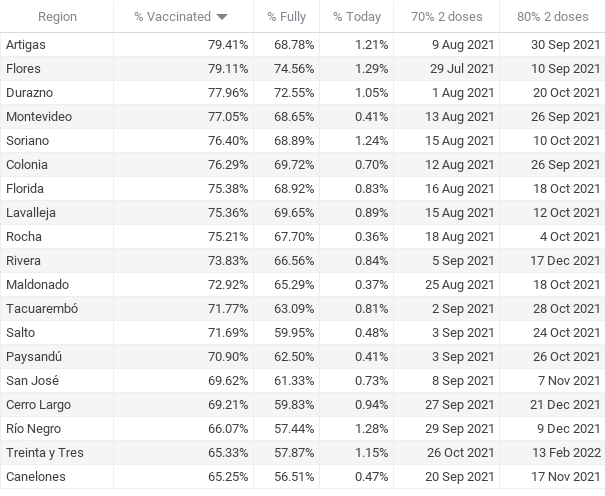 Region % Vaccinated % Fully % Today 70% 2 doses 80% 2 doses
Artigas 79.41% 68.78% 1.21% 9 Aug 2021 30 Sep 2021
Flores 79.11% 74.56% 1.29% 29 Jul 2021 10 Sep 2021
Durazno 77.96% 72.55% 1.05% 1 Aug 2021 20 Oct 2021
Montevideo 77.05% 68.65% 0.41% 13 Aug 2021 26 Sep 2021
Soriano 76.40% 68.89% 1.24% 15 Aug 2021 10 Oct 2021
Colonia 76.29% 69.72% 0.70% 12 Aug 2021 26 Sep 2021
Florida 75.38% 68.92% 0.83% 16 Aug 2021 18 Oct 2021
Lavalleja 75.36% 69.65% 0.89% 15 Aug 2021 12 Oct 2021
Rocha 75.21% 67.70% 0.36% 18 Aug 2021 4 Oct 2021
Rivera 73.83% 66.56% 0.84% 5 Sep 2021 17 Dec 2021
Maldonado 72.92% 65.29% 0.37% 25 Aug 2021 18 Oct 2021
Tacuarembó 71.77% 63.09% 0.81% 2 Sep 2021 28 Oct 2021
Salto 71.69% 59.95% 0.48% 3 Sep 2021 24 Oct 2021
Paysandú 70.90% 62.50% 0.41% 3 Sep 2021 26 Oct 2021
San José 69.62% 61.33% 0.73% 8 Sep 2021 7 Nov 2021
Cerro Largo 69.21% 59.83% 0.94% 27 Sep 2021 21 Dec 2021
Río Negro 66.07% 57.44% 1.28% 29 Sep 2021 9 Dec 2021
Treinta y Tres 65.33% 57.87% 1.15% 26 Oct 2021 13 Feb 2022
Canelones 65.25% 56.51% 0.47% 20 Sep 2021 17 Nov 2021